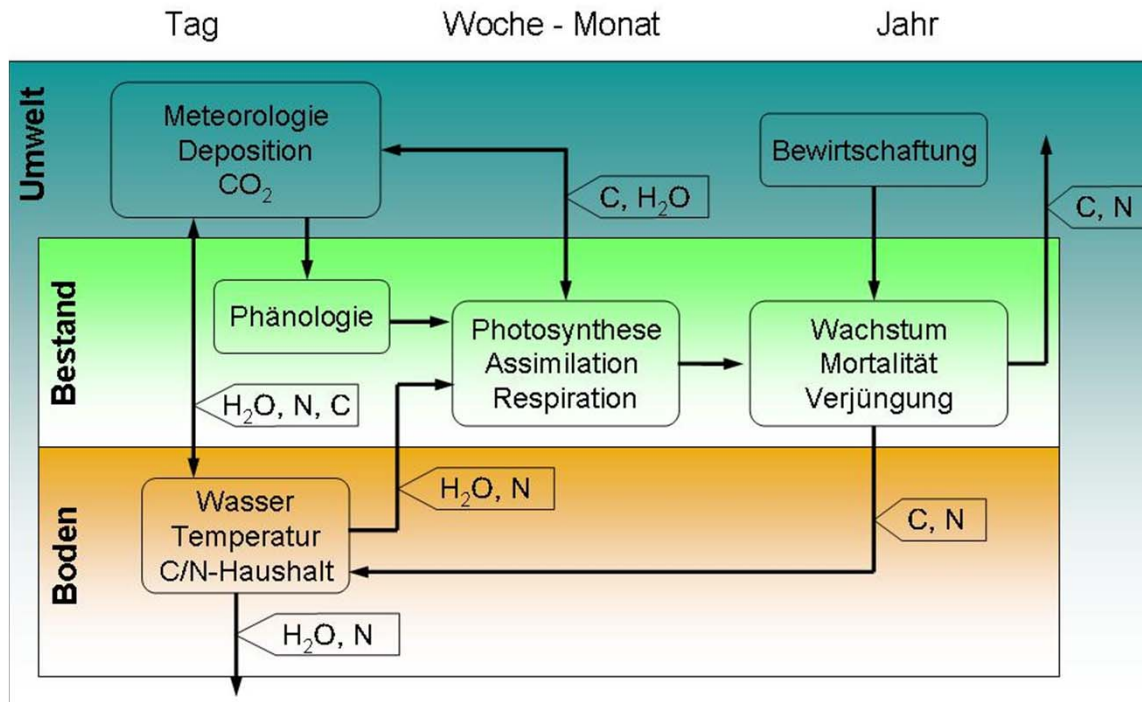 Tag
Woche - Monat
Jahr
Umwelt
Meteorologie
Deposition
CO₂
Bewirtschaftung
C, H₂O
C, N
Bestand
Phänologie
Photosynthese
Assimilation
Respiration
Wachstum
Mortalität
Verjüngung
H₂O, N, C
Boden
Wasser
Temperatur
C/N-Haushalt
H₂O, N
C, N
H₂O, N